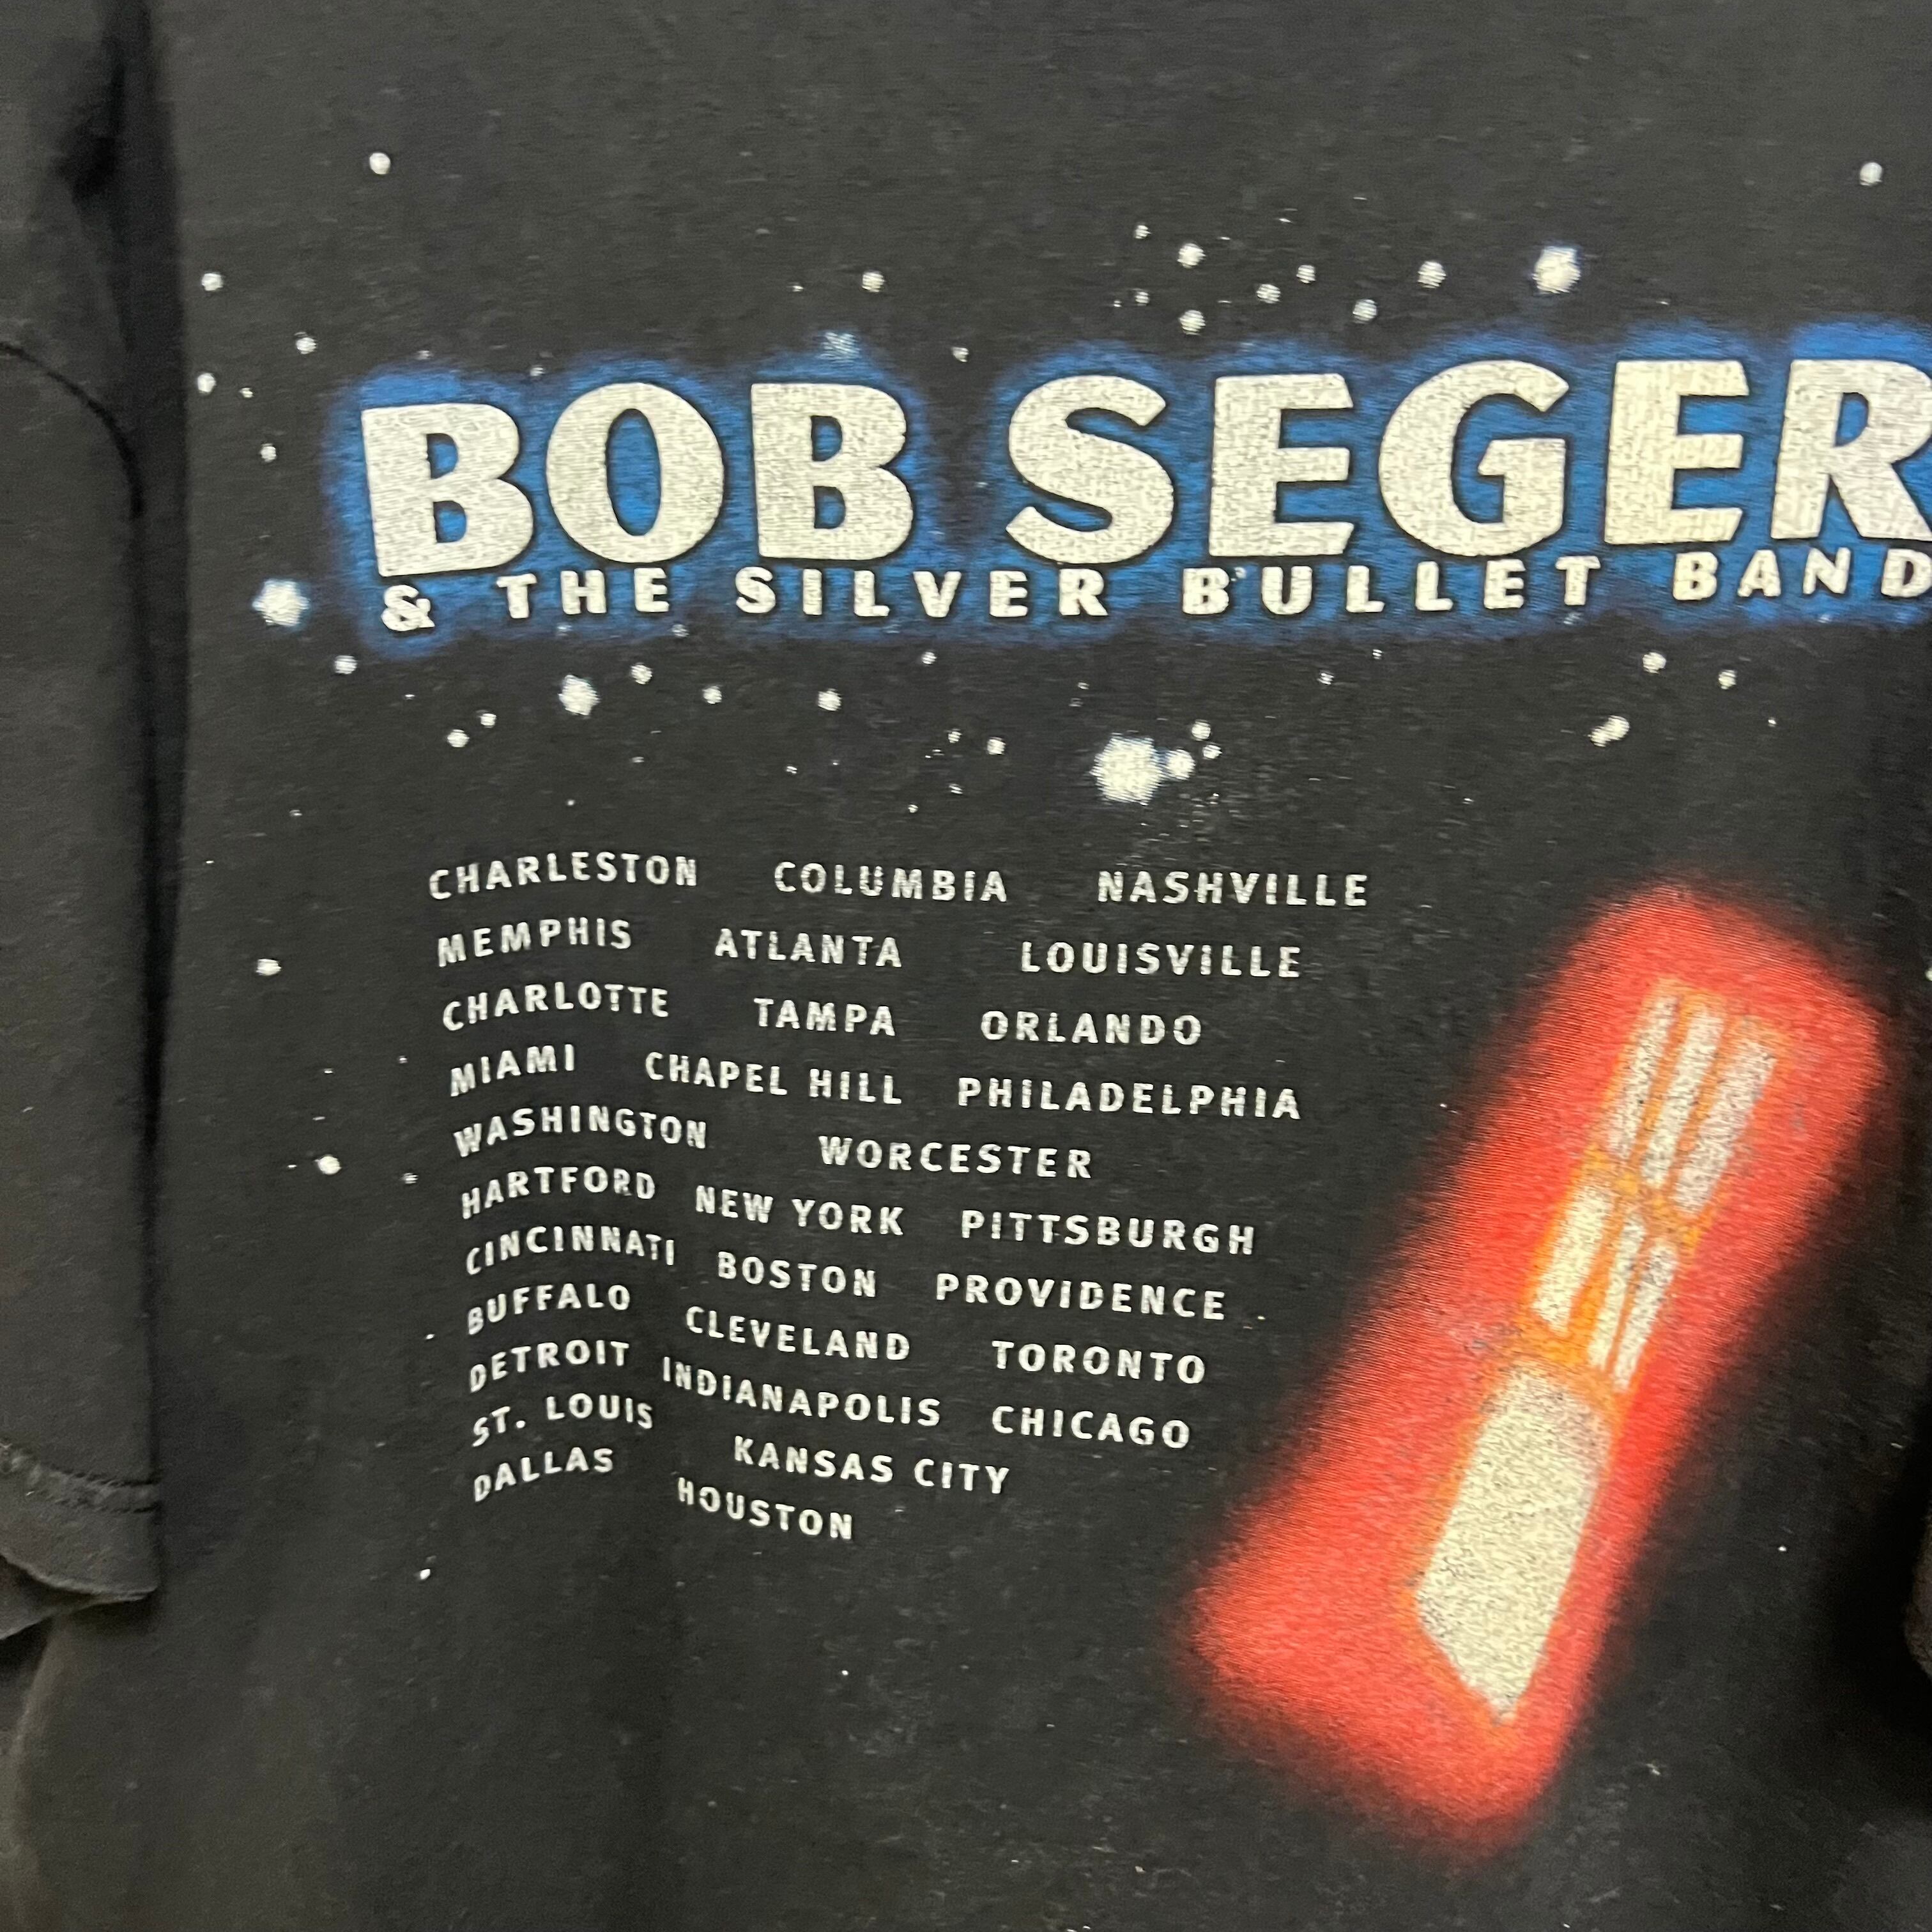 BOB SEGER
& THE SILVER BULLET BAND
CHARLESTON COLUMBIA NASHVILLE
MEMPHIS ATLANTA LOUISVILLE
CHARLOTTE TAMPA ORLANDO
MIAMI CHAPEL HILL PHILADELPHIA
WASHINGTON WORCESTER
HARTFORD NEW YORK PITTSBURGH
CINCINNATI BOSTON PROVIDENCE
BUFFALO CLEVELAND TORONTO
DETROIT INDIANAPOLIS CHICAGO
ST. LOUIS KANSAS CITY
DALLAS HOUSTON